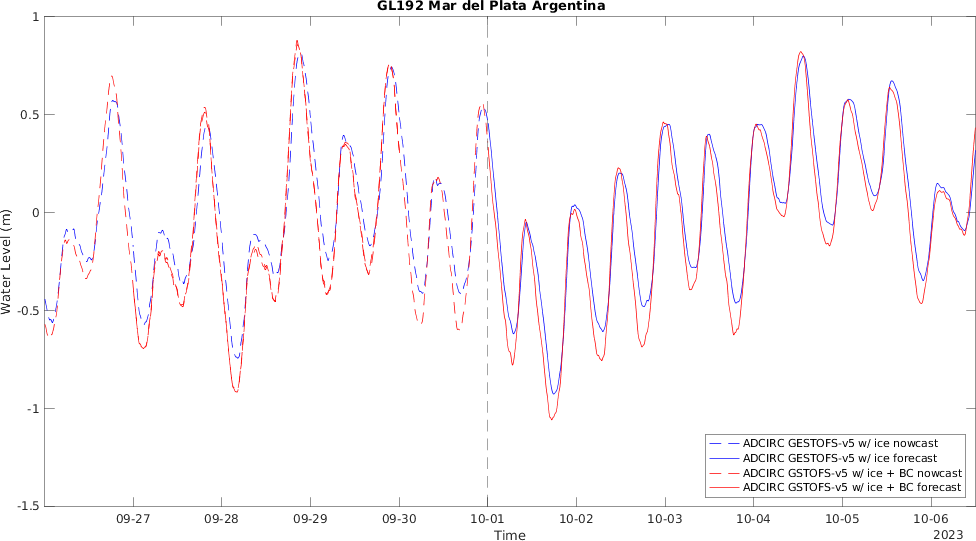 GL192 Mar del Plata Argentina
1
0.5
0
-0.5
-1
-1.5
Water Level (m)
ADCIRC GESTOFS-v5 w/ ice nowcast
ADCIRC GESTOFS-v5 w/ ice forecast
ADCIRC GSTOFS-v5 w/ ice + BC nowcast
ADCIRC GSTOFS-v5 w/ ice + BC forecast
09-27 09-28 09-29 09-30 10-01 10-02 10-03 10-04 10-05 10-06
Time
2023